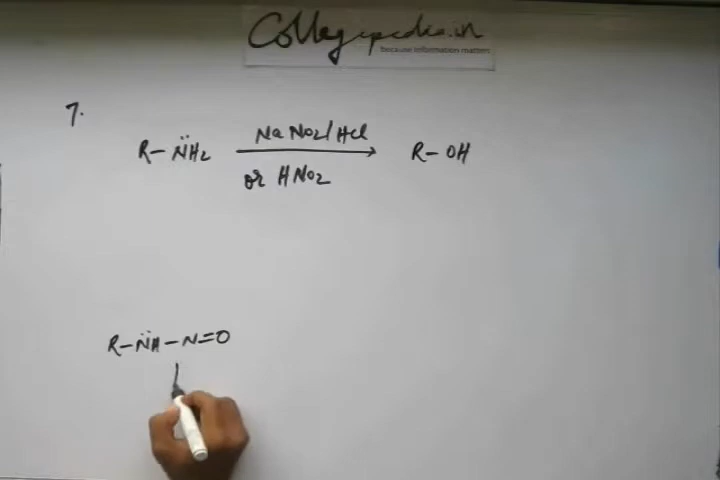 Collegepedia.in
because information matters
7.
R-N̈H2 NaNO2/HCl R-OH
or HNO2
R-N̈H-N=O